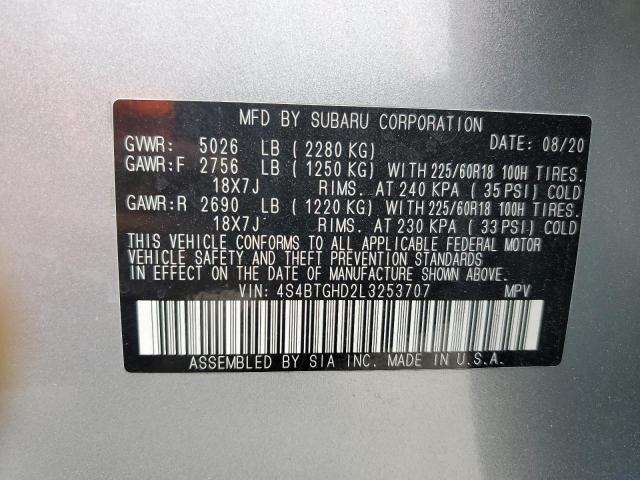 MFD BY SUBARU CORPORATION
GVWR: 5026 LB ( 2280 KG) DATE: 08/20
GAWR:F 2756 LB ( 1250 KG) WITH 225/60R18 100H TIRES.
18X7J RIMS. AT 240 KPA ( 35 PSI) COLD
GAWR:R 2690 LB ( 1220 KG) WITH 225/60R18 100H TIRES.
18X7J RIMS. AT 230 KPA ( 33 PSI) COLD
THIS VEHICLE CONFORMS TO ALL APPLICABLE FEDERAL MOTOR
VEHICLE SAFETY AND THEFT PREVENTION STANDARDS
IN EFFECT ON THE DATE OF MANUFACTURE SHOWN ABOVE.
VIN: 4S4BTGHD2L3253707 MPV
ASSEMBLED BY SIA INC. MADE IN U.S.A.